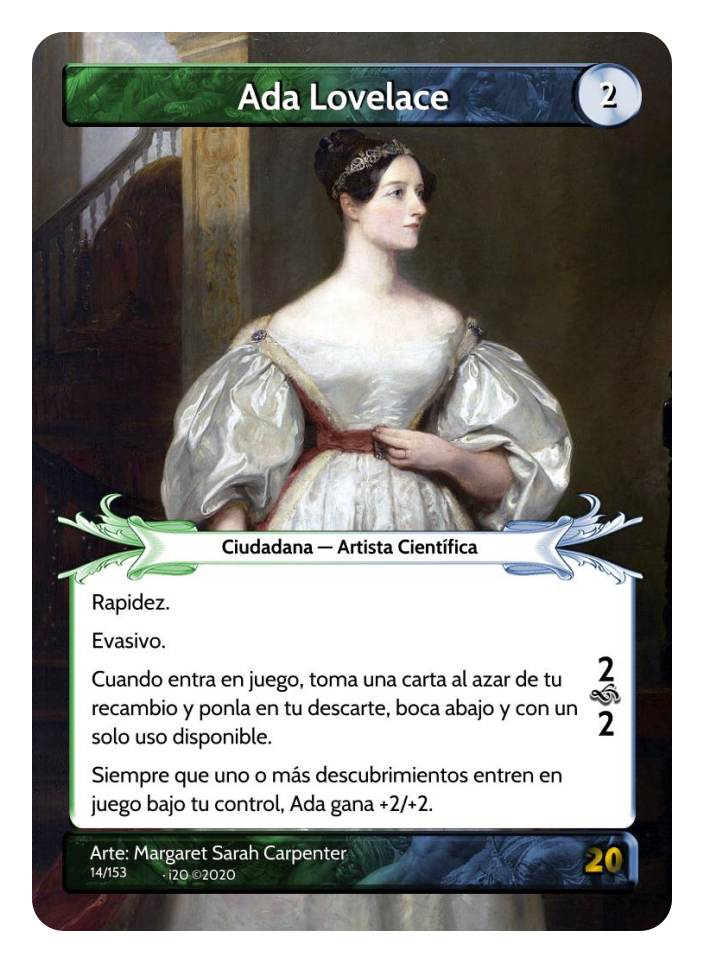 Ada Lovelace 2
Ciudadana — Artista Científica
Rapidez.
Evasivo.
Cuando entra en juego, toma una carta al azar de tu
recambio y ponla en tu descarte, boca abajo y con un
solo uso disponible.
Siempre que uno o más descubrimientos entren en
juego bajo tu control, Ada gana +2/+2.
2
2
Arte: Margaret Sarah Carpenter
14/153 · i20 ©2020
20